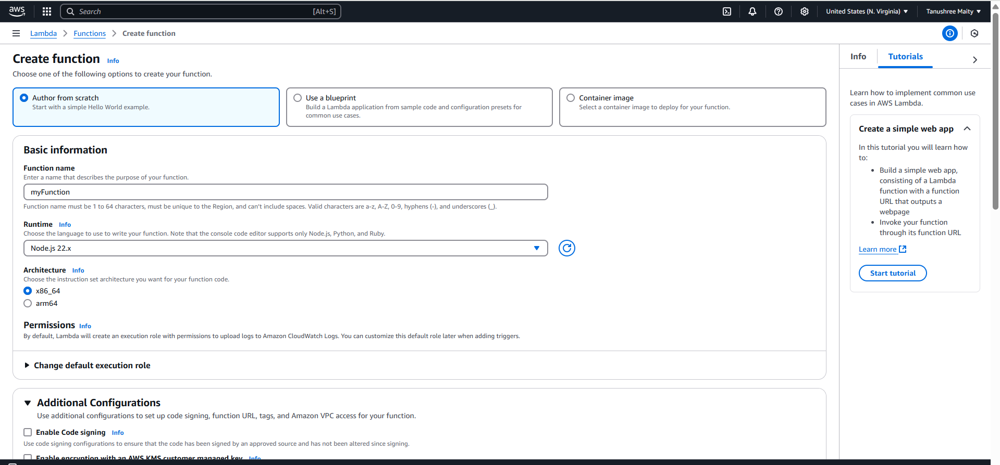 aws
Search
[Alt+S]
United States (N. Virginia)
Tanushree Maity
Lambda
Functions
Create function
Create function
Info
Choose one of the following options to create your function.
Author from scratch
Start with a simple Hello World example.
Use a blueprint
Build a Lambda application from sample code and configuration presets for
common use cases.
Container image
Select a container image to deploy for your function.
Basic information
Function name
Enter a name that describes the purpose of your function.
myFunction
Function name must be 1 to 64 characters, must be unique to the Region, and can't include spaces. Valid characters are a-z, A-Z, 0-9, hyphens (-), and underscores (_).
Runtime Info
Choose the language to use to write your function. Note that the console code editor supports only Node.js, Python, and Ruby.
Node.js 22.x
Architecture Info
Choose the instruction set architecture you want for your function code.
x86_64
arm64
Permissions Info
By default, Lambda will create an execution role with permissions to upload logs to Amazon CloudWatch Logs. You can customize this default role later when adding triggers.
Change default execution role
Additional Configurations
Use additional configurations to set up code signing, function URL, tags, and Amazon VPC access for your function.
Enable Code signing Info
Use code signing configurations to ensure that the code has been signed by an approved source and has not been altered since signing.
Enable encryption with an AWS KMS customer managed key Info
Info
Tutorials
Learn how to implement common use
cases in AWS Lambda.
Create a simple web app
In this tutorial you will learn how
to:
• Build a simple web app,
consisting of a Lambda
function with a function
URL that outputs a
webpage
• Invoke your function
through its function URL
Learn more
Start tutorial